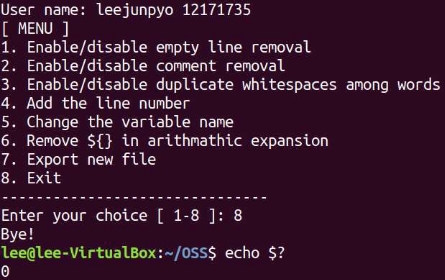 User name: leejunpyo 12171735
[ MENU ]
1. Enable/disable empty line removal
2. Enable/disable comment removal
3. Enable/disable duplicate whitespaces among words
4. Add the line number
5. Change the variable name
6. Remove ${} in arithmathic expansion
7. Export new file
8. Exit
-------------------------------
Enter your choice [ 1-8 ]: 8
Bye!
lee@lee-VirtualBox:~/OSS$ echo $?
0